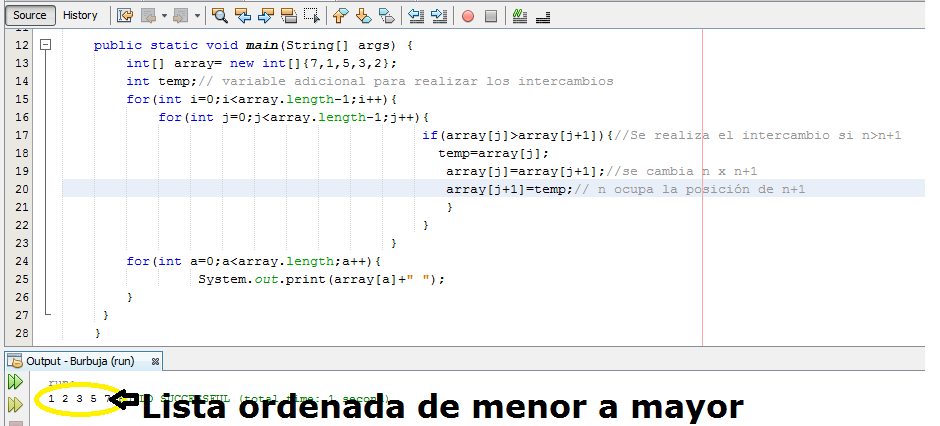 Source History
11
12 public static void main(String[] args) {
13 int[] array= new int[]{7,1,5,3,2};
14 int temp;// variable adicional para realizar los intercambios
15 for(int i=0;i<array.length-1;i++){
16 for(int j=0;j<array.length-1;j++){
17 if(array[j]>array[j+1]){//Se realiza el intercambio si n>n+1
18 temp=array[j];
19 array[j]=array[j+1];//se cambia n x n+1
20 array[j+1]=temp;// n ocupa la posición de n+1
21 }
22 }
23 }
24 for(int a=0;a<array.length;a++){
25 System.out.print(array[a]+" ");
26 }
27 }
28 }
Output - Burbuja (run)
run:
1 2 3 5 7 SUCCESSFUL (total time: 1 second)
Lista ordenada de menor a mayor